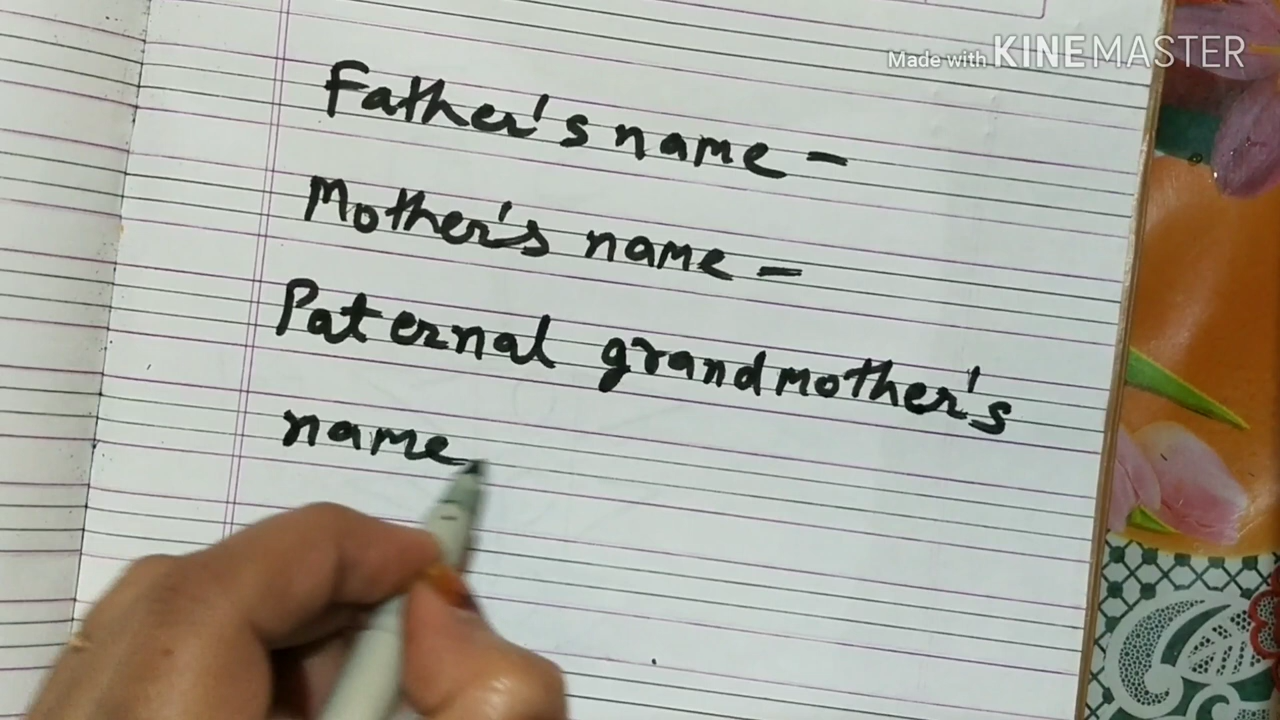 Made with KINEMASTER
Father's name -
Mother's name -
Paternal grandmother's
name